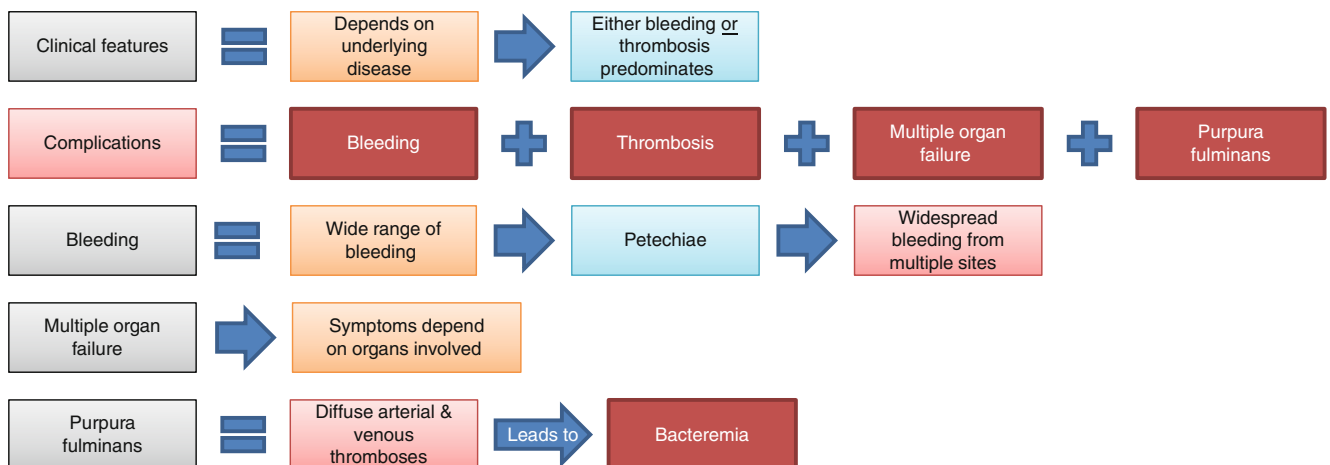 Clinical features
Depends on
underlying
disease
Either bleeding or
thrombosis
predominates
Complications
Bleeding
Thrombosis
Multiple organ
failure
Purpura
fulminans
Bleeding
Wide range of
bleeding
Petechiae
Widespread
bleeding from
multiple sites
Multiple organ
failure
Symptoms depend
on organs involved
Purpura
fulminans
Diffuse arterial &
venous
thromboses
Leads to
Bacteremia